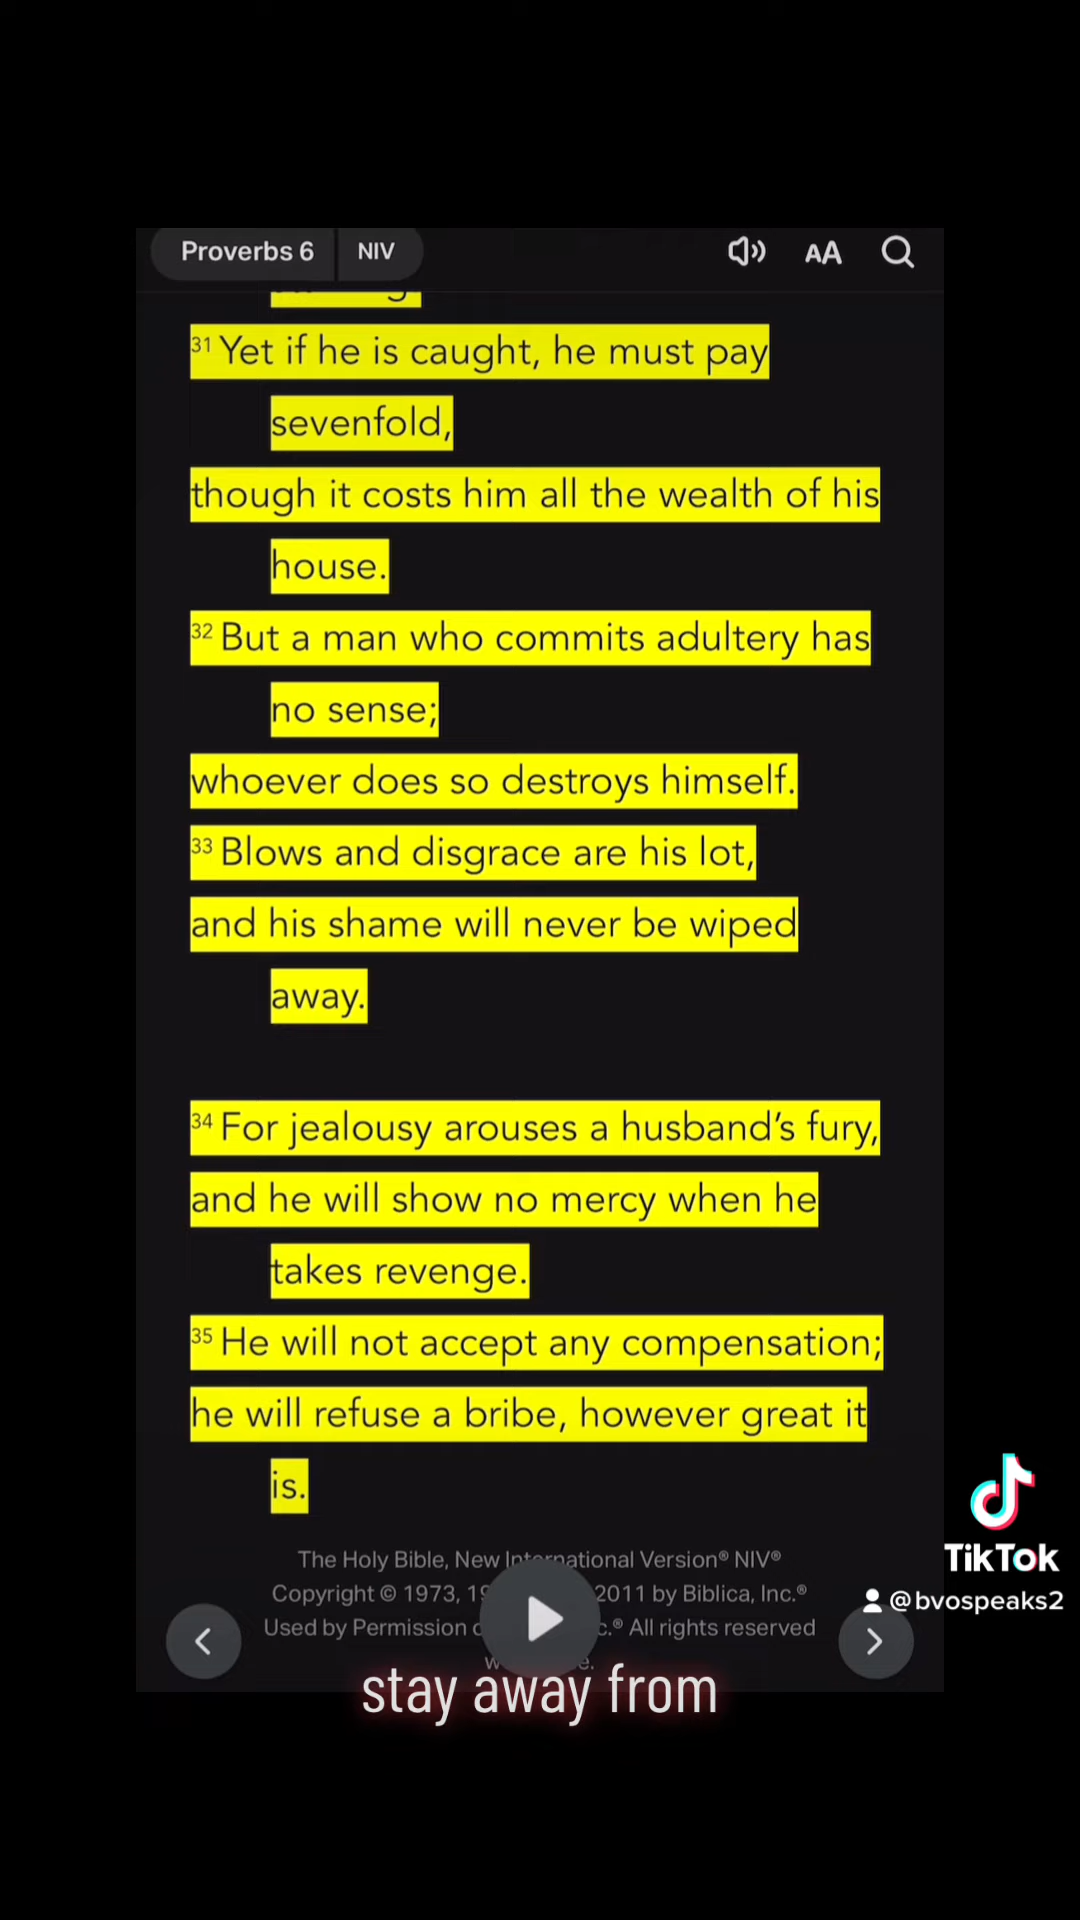 Proverbs 6 NIV AA
31 Yet if he is caught, he must pay
sevenfold,
though it costs him all the wealth of his
house.
32 But a man who commits adultery has
no sense;
whoever does so destroys himself.
33 Blows and disgrace are his lot,
and his shame will never be wiped
away.
34 For jealousy arouses a husband’s fury,
and he will show no mercy when he
takes revenge.
35 He will not accept any compensation;
he will refuse a bribe, however great it
is.
The Holy Bible, New International Version® NIV®
Copyright © 1973, 2011 by Biblica, Inc.®
Used by Permission All rights reserved
stay away from
TikTok
@bvospeaks2